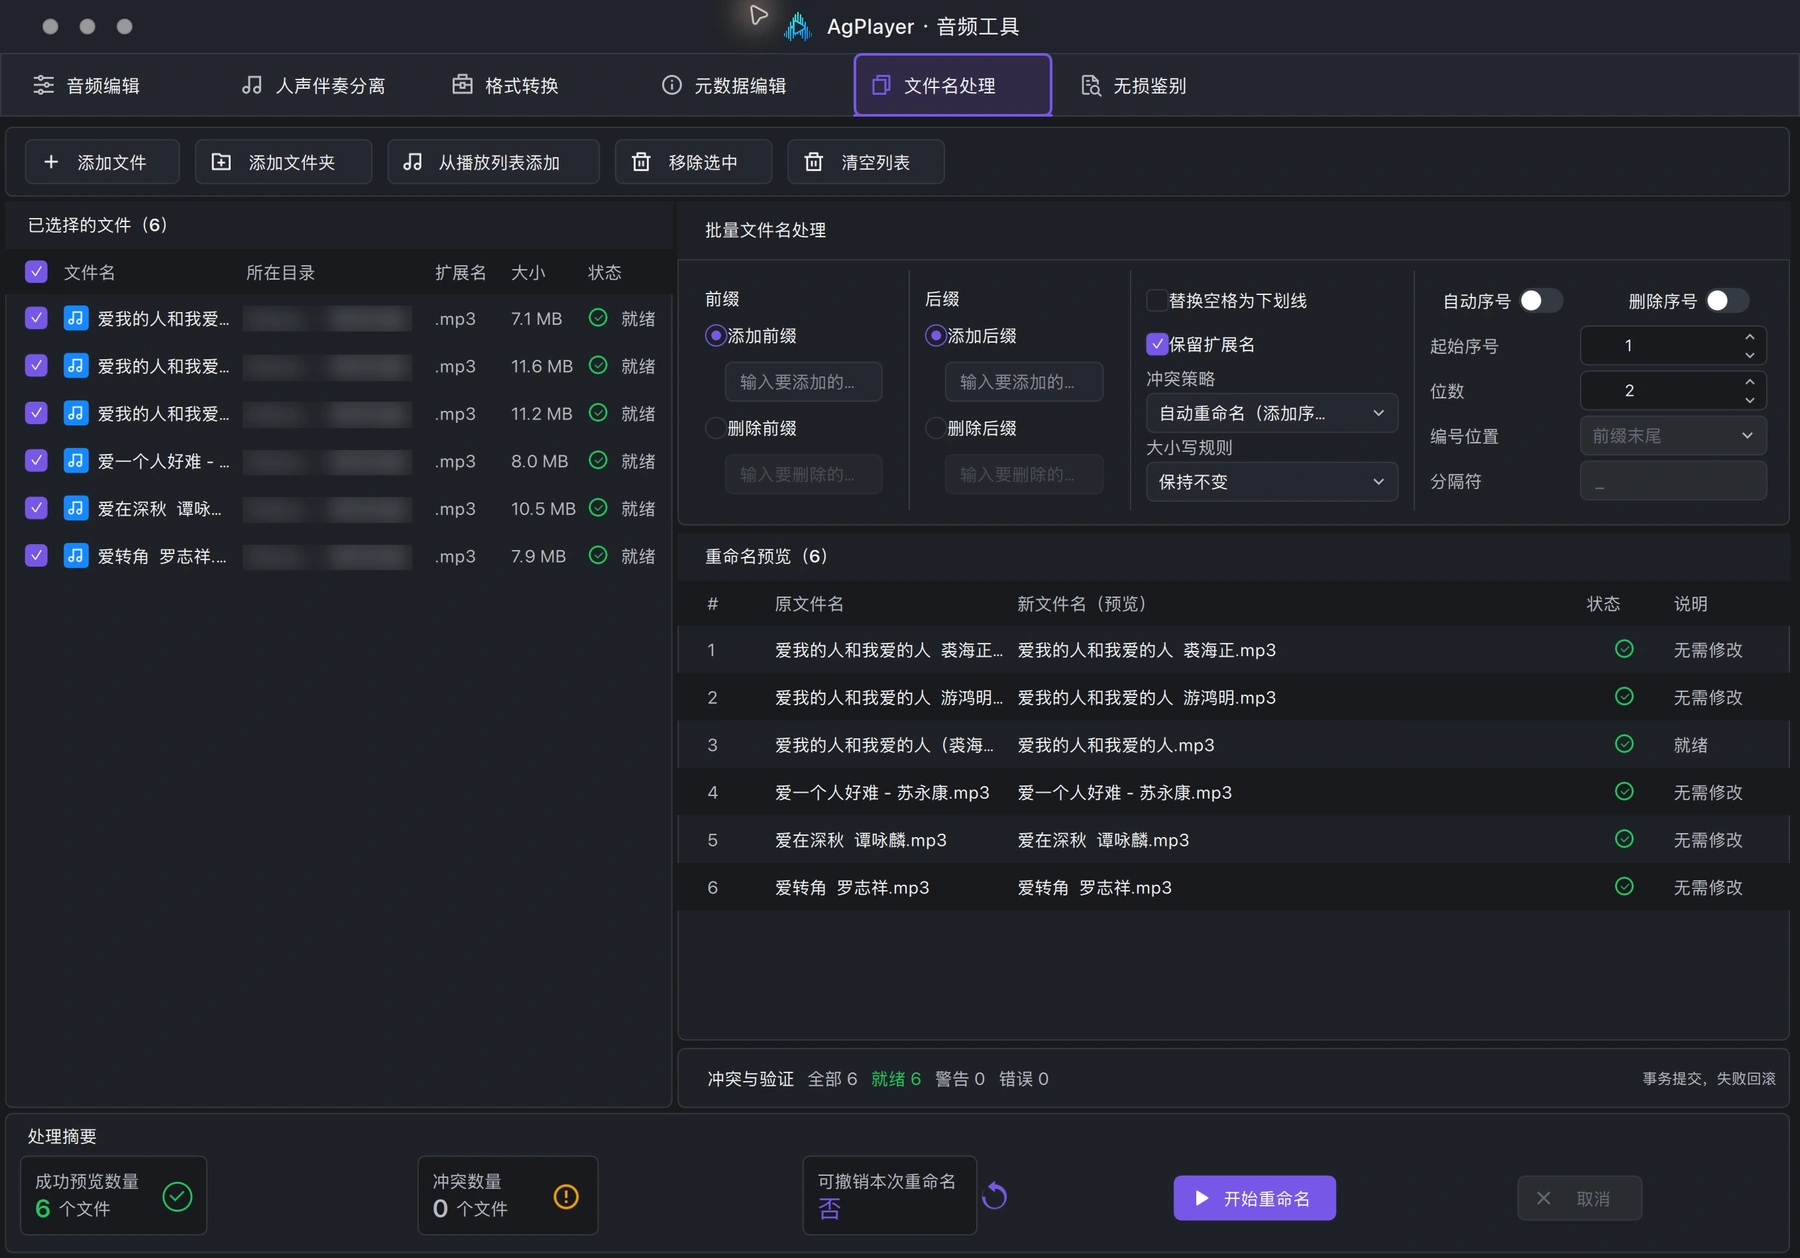 AgPlayer · 音频工具
音频编辑 人声伴奏分离 格式转换 元数据编辑 文件名处理 无损鉴别
添加文件 添加文件夹 从播放列表添加 移除选中 清空列表
已选择的文件（6）
文件名 所在目录 扩展名 大小 状态
爱我的人和我爱... .mp3 7.1 MB 就绪
爱我的人和我爱... .mp3 11.6 MB 就绪
爱我的人和我爱... .mp3 11.2 MB 就绪
爱一个人好难 - ... .mp3 8.0 MB 就绪
爱在深秋 谭咏... .mp3 10.5 MB 就绪
爱转角 罗志祥.... .mp3 7.9 MB 就绪
批量文件名处理
前缀
添加前缀
输入要添加的...
删除前缀
输入要删除的...
后缀
添加后缀
输入要添加的...
删除后缀
输入要删除的...
替换空格为下划线
保留扩展名
冲突策略
自动重命名（添加序...
大小写规则
保持不变
自动序号 删除序号
起始序号 1
位数 2
编号位置 前缀末尾
分隔符 _
重命名预览（6）
# 原文件名 新文件名（预览） 状态 说明
1 爱我的人和我爱的人 裘海正... 爱我的人和我爱的人 裘海正.mp3 无需修改
2 爱我的人和我爱的人 游鸿明... 爱我的人和我爱的人 游鸿明.mp3 无需修改
3 爱我的人和我爱的人（裘海... 爱我的人和我爱的人.mp3 就绪
4 爱一个人好难 - 苏永康.mp3 爱一个人好难 - 苏永康.mp3 无需修改
5 爱在深秋 谭咏麟.mp3 爱在深秋 谭咏麟.mp3 无需修改
6 爱转角 罗志祥.mp3 爱转角 罗志祥.mp3 无需修改
冲突与验证 全部 6 就绪 6 警告 0 错误 0 事务提交，失败回滚
处理摘要
成功预览数量
6 个文件
冲突数量
0 个文件
可撤销本次重命名
否
开始重命名
取消